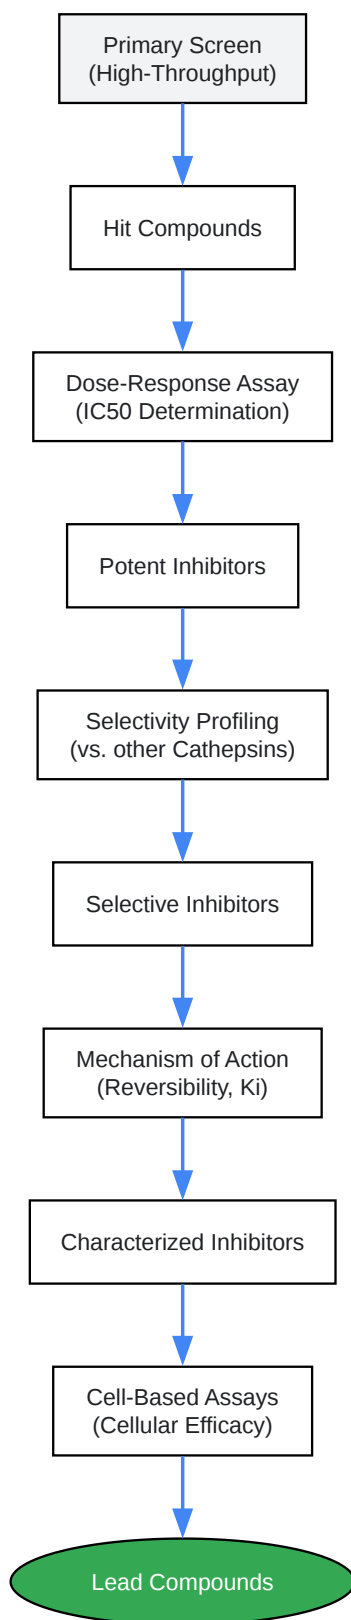 Primary Screen
(High-Throughput)
Hit Compounds
Dose-Response Assay
(IC50 Determination)
Potent Inhibitors
Selectivity Profiling
(vs. other Cathepsins)
Selective Inhibitors
Mechanism of Action
(Reversibility, Ki)
Characterized Inhibitors
Cell-Based Assays
(Cellular Efficacy)
Lead Compounds